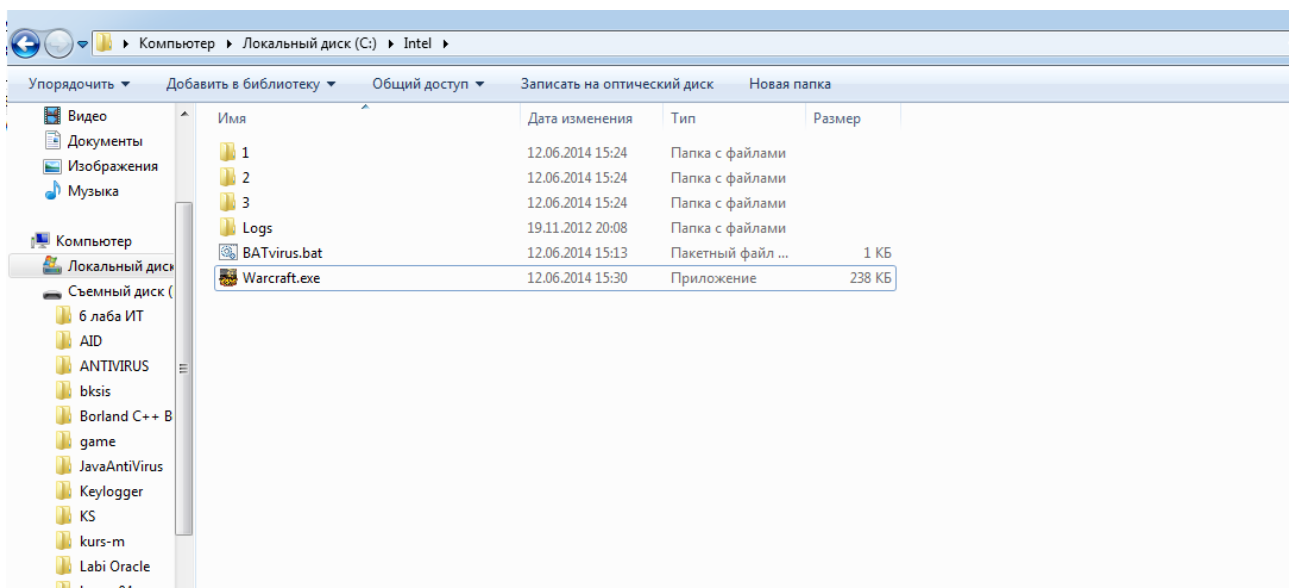 Компьютер Локальный диск (C:) Intel
Упорядочить Добавить в библиотеку Общий доступ Записать на оптический диск Новая папка
Имя Дата изменения Тип Размер
Видео
Документы
Изображения
Музыка
Компьютер
Локальный диск
Съемный диск (
6 лаба ИТ
AID
ANTIVIRUS
bksis
Borland C++ B
game
JavaAntiVirus
Keylogger
KS
kurs-m
Labi Oracle
1 12.06.2014 15:24 Папка с файлами
2 12.06.2014 15:24 Папка с файлами
3 12.06.2014 15:24 Папка с файлами
Logs 19.11.2012 20:08 Папка с файлами
BATvirus.bat 12.06.2014 15:13 Пакетный файл ... 1 КБ
Warcraft.exe 12.06.2014 15:30 Приложение 238 КБ